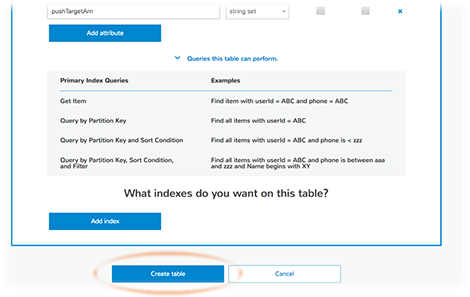 pushTargetArn string set
Add attribute
Queries this table can perform.
Primary Index Queries Examples
Get Item Find item with userId = ABC and phone = ABC
Query by Partition Key Find all items with userId = ABC
Query by Partition Key and Sort Condition Find all items with userId = ABC and phone is < zzz
Query by Partition Key, Sort Condition, Find all items with userId = ABC and phone is between aaa
and Filter and zzz and Name begins with XY
What indexes do you want on this table?
Add index
Create table Cancel